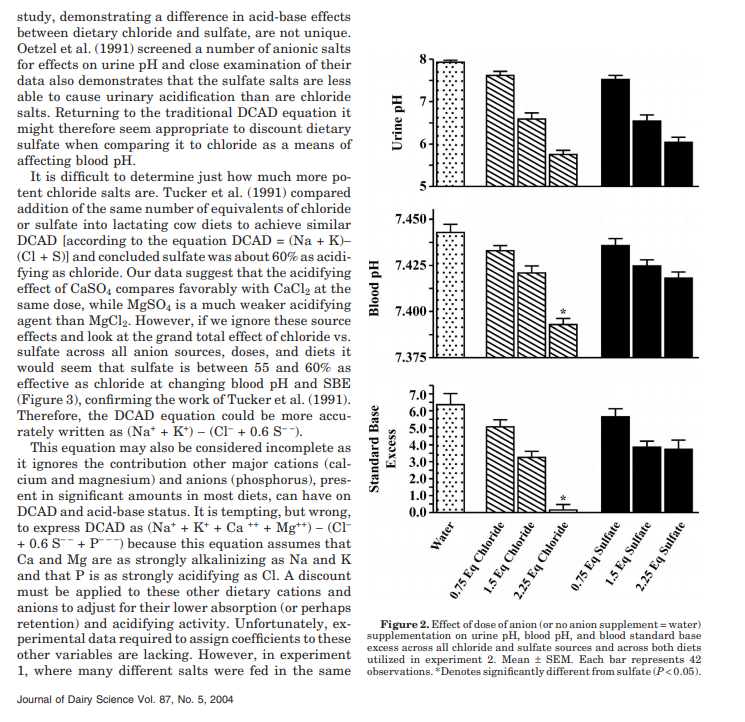 study, demonstrating a difference in acid-base effects
between dietary chloride and sulfate, are not unique.
Oetzel et al. (1991) screened a number of anionic salts
for effects on urine pH and close examination of their
data also demonstrates that the sulfate salts are less
able to cause urinary acidification than are chloride
salts. Returning to the traditional DCAD equation it
might therefore seem appropriate to discount dietary
sulfate when comparing it to chloride as a means of
affecting blood pH.
It is difficult to determine just how much more po-
tent chloride salts are. Tucker et al. (1991) compared
addition of the same number of equivalents of chloride
or sulfate into lactating cow diets to achieve similar
DCAD [according to the equation DCAD = (Na + K)–
(Cl + S)] and concluded sulfate was about 60% as acidi-
fying as chloride. Our data suggest that the acidifying
effect of CaSO₄ compares favorably with CaCl₂ at the
same dose, while MgSO₄ is a much weaker acidifying
agent than MgCl₂. However, if we ignore these source
effects and look at the grand total effect of chloride vs.
sulfate across all anion sources, doses, and diets it
would seem that sulfate is between 55 and 60% as
effective as chloride at changing blood pH and SBE
(Figure 3), confirming the work of Tucker et al. (1991).
Therefore, the DCAD equation could be more accu-
rately written as (Na⁺ + K⁺) – (Cl⁻ + 0.6 S⁻⁻).
This equation may also be considered incomplete as
it ignores the contribution other major cations (cal-
cium and magnesium) and anions (phosphorus), pres-
ent in significant amounts in most diets, can have on
DCAD and acid-base status. It is tempting, but wrong,
to express DCAD as (Na⁺ + K⁺ + Ca ⁺⁺ + Mg⁺⁺) – (Cl⁻
+ 0.6 S⁻⁻ + P⁻⁻⁻) because this equation assumes that
Ca and Mg are as strongly alkalinizing as Na and K
and that P is as strongly acidifying as Cl. A discount
must be applied to these other dietary cations and
anions to adjust for their lower absorption (or perhaps
retention) and acidifying activity. Unfortunately, ex-
perimental data required to assign coefficients to these
other variables are lacking. However, in experiment
1, where many different salts were fed in the same
Urine pH
8
7
6
5
Blood pH
7.450
7.425
7.400
7.375
*
Standard Base
Excess
7.0
6.0
5.0
4.0
3.0
2.0
1.0
0.0
*
Water
0.75 Eq Chloride
1.5 Eq Chloride
2.25 Eq Chloride
0.75 Eq Sulfate
1.5 Eq Sulfate
2.25 Eq Sulfate
Figure 2. Effect of dose of anion (or no anion supplement = water)
supplementation on urine pH, blood pH, and blood standard base
excess across all chloride and sulfate sources and across both diets
utilized in experiment 2. Mean ± SEM. Each bar represents 42
observations. *Denotes significantly different from sulfate (P < 0.05).
Journal of Dairy Science Vol. 87, No. 5, 2004